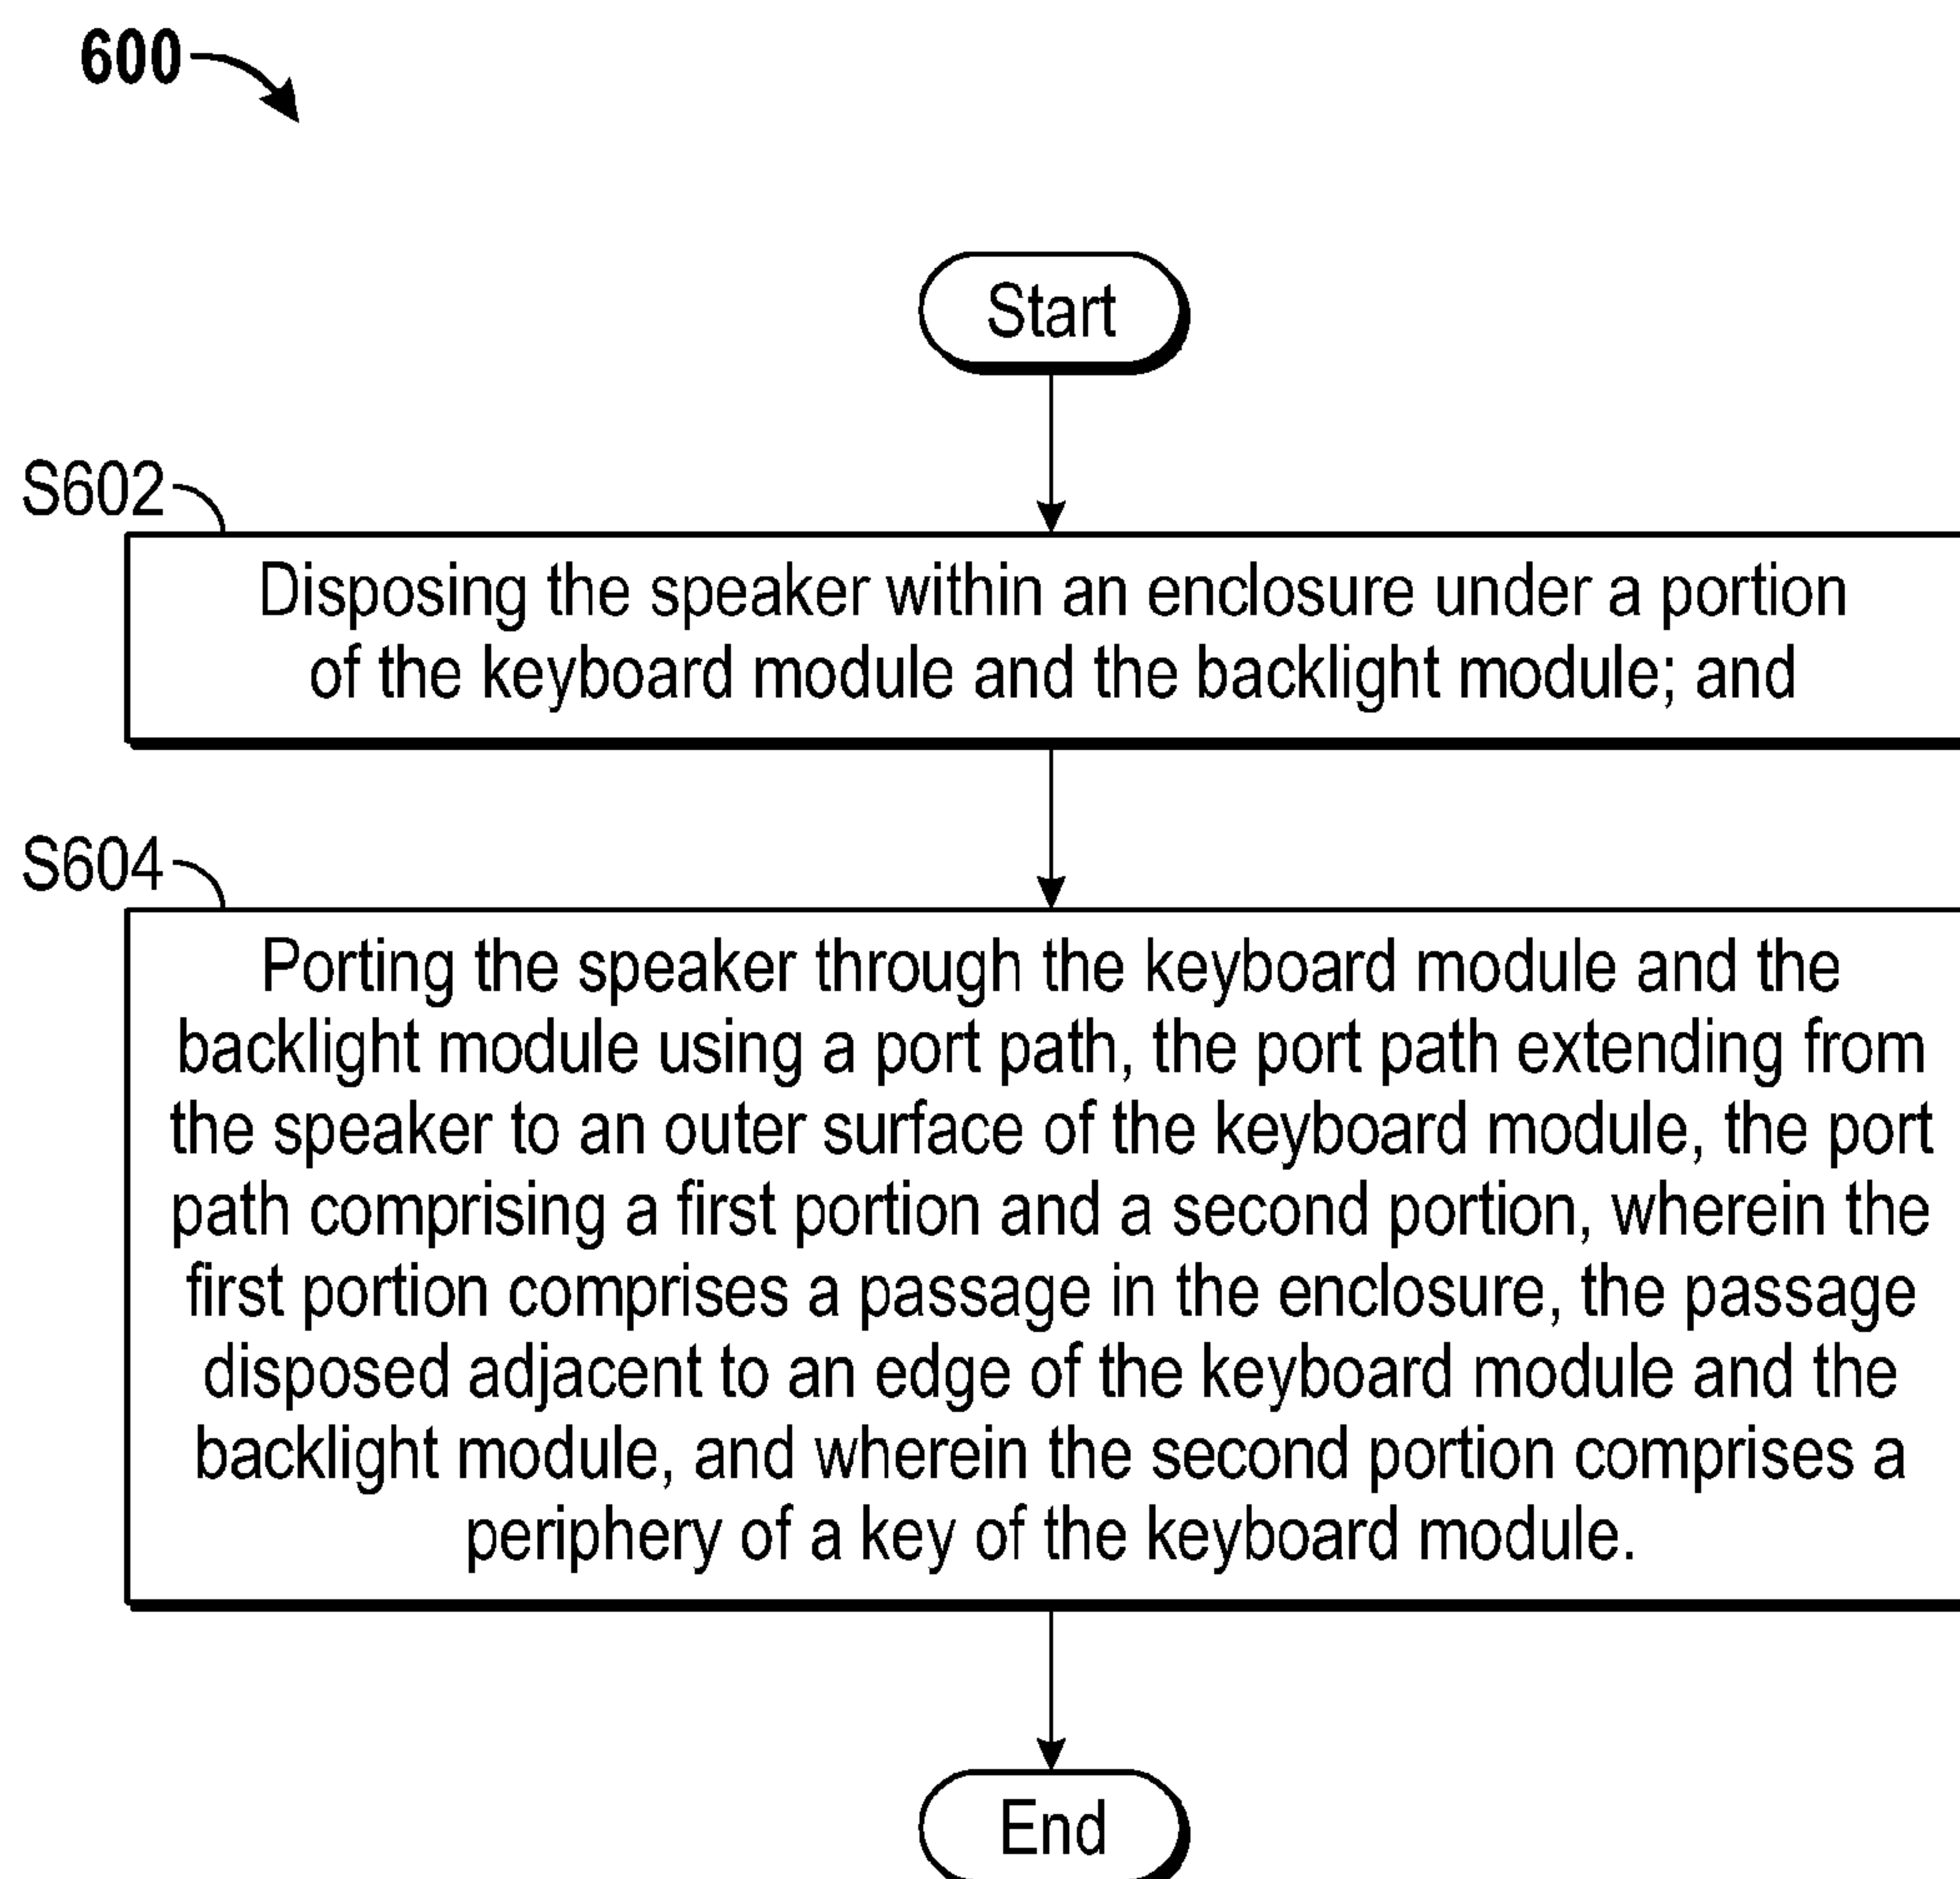 600
Start
S602
Disposing the speaker within an enclosure under a portion
of the keyboard module and the backlight module; and
S604
Porting the speaker through the keyboard module and the
backlight module using a port path, the port path extending from
the speaker to an outer surface of the keyboard module, the port
path comprising a first portion and a second portion, wherein the
first portion comprises a passage in the enclosure, the passage
disposed adjacent to an edge of the keyboard module and the
backlight module, and wherein the second portion comprises a
periphery of a key of the keyboard module.
End